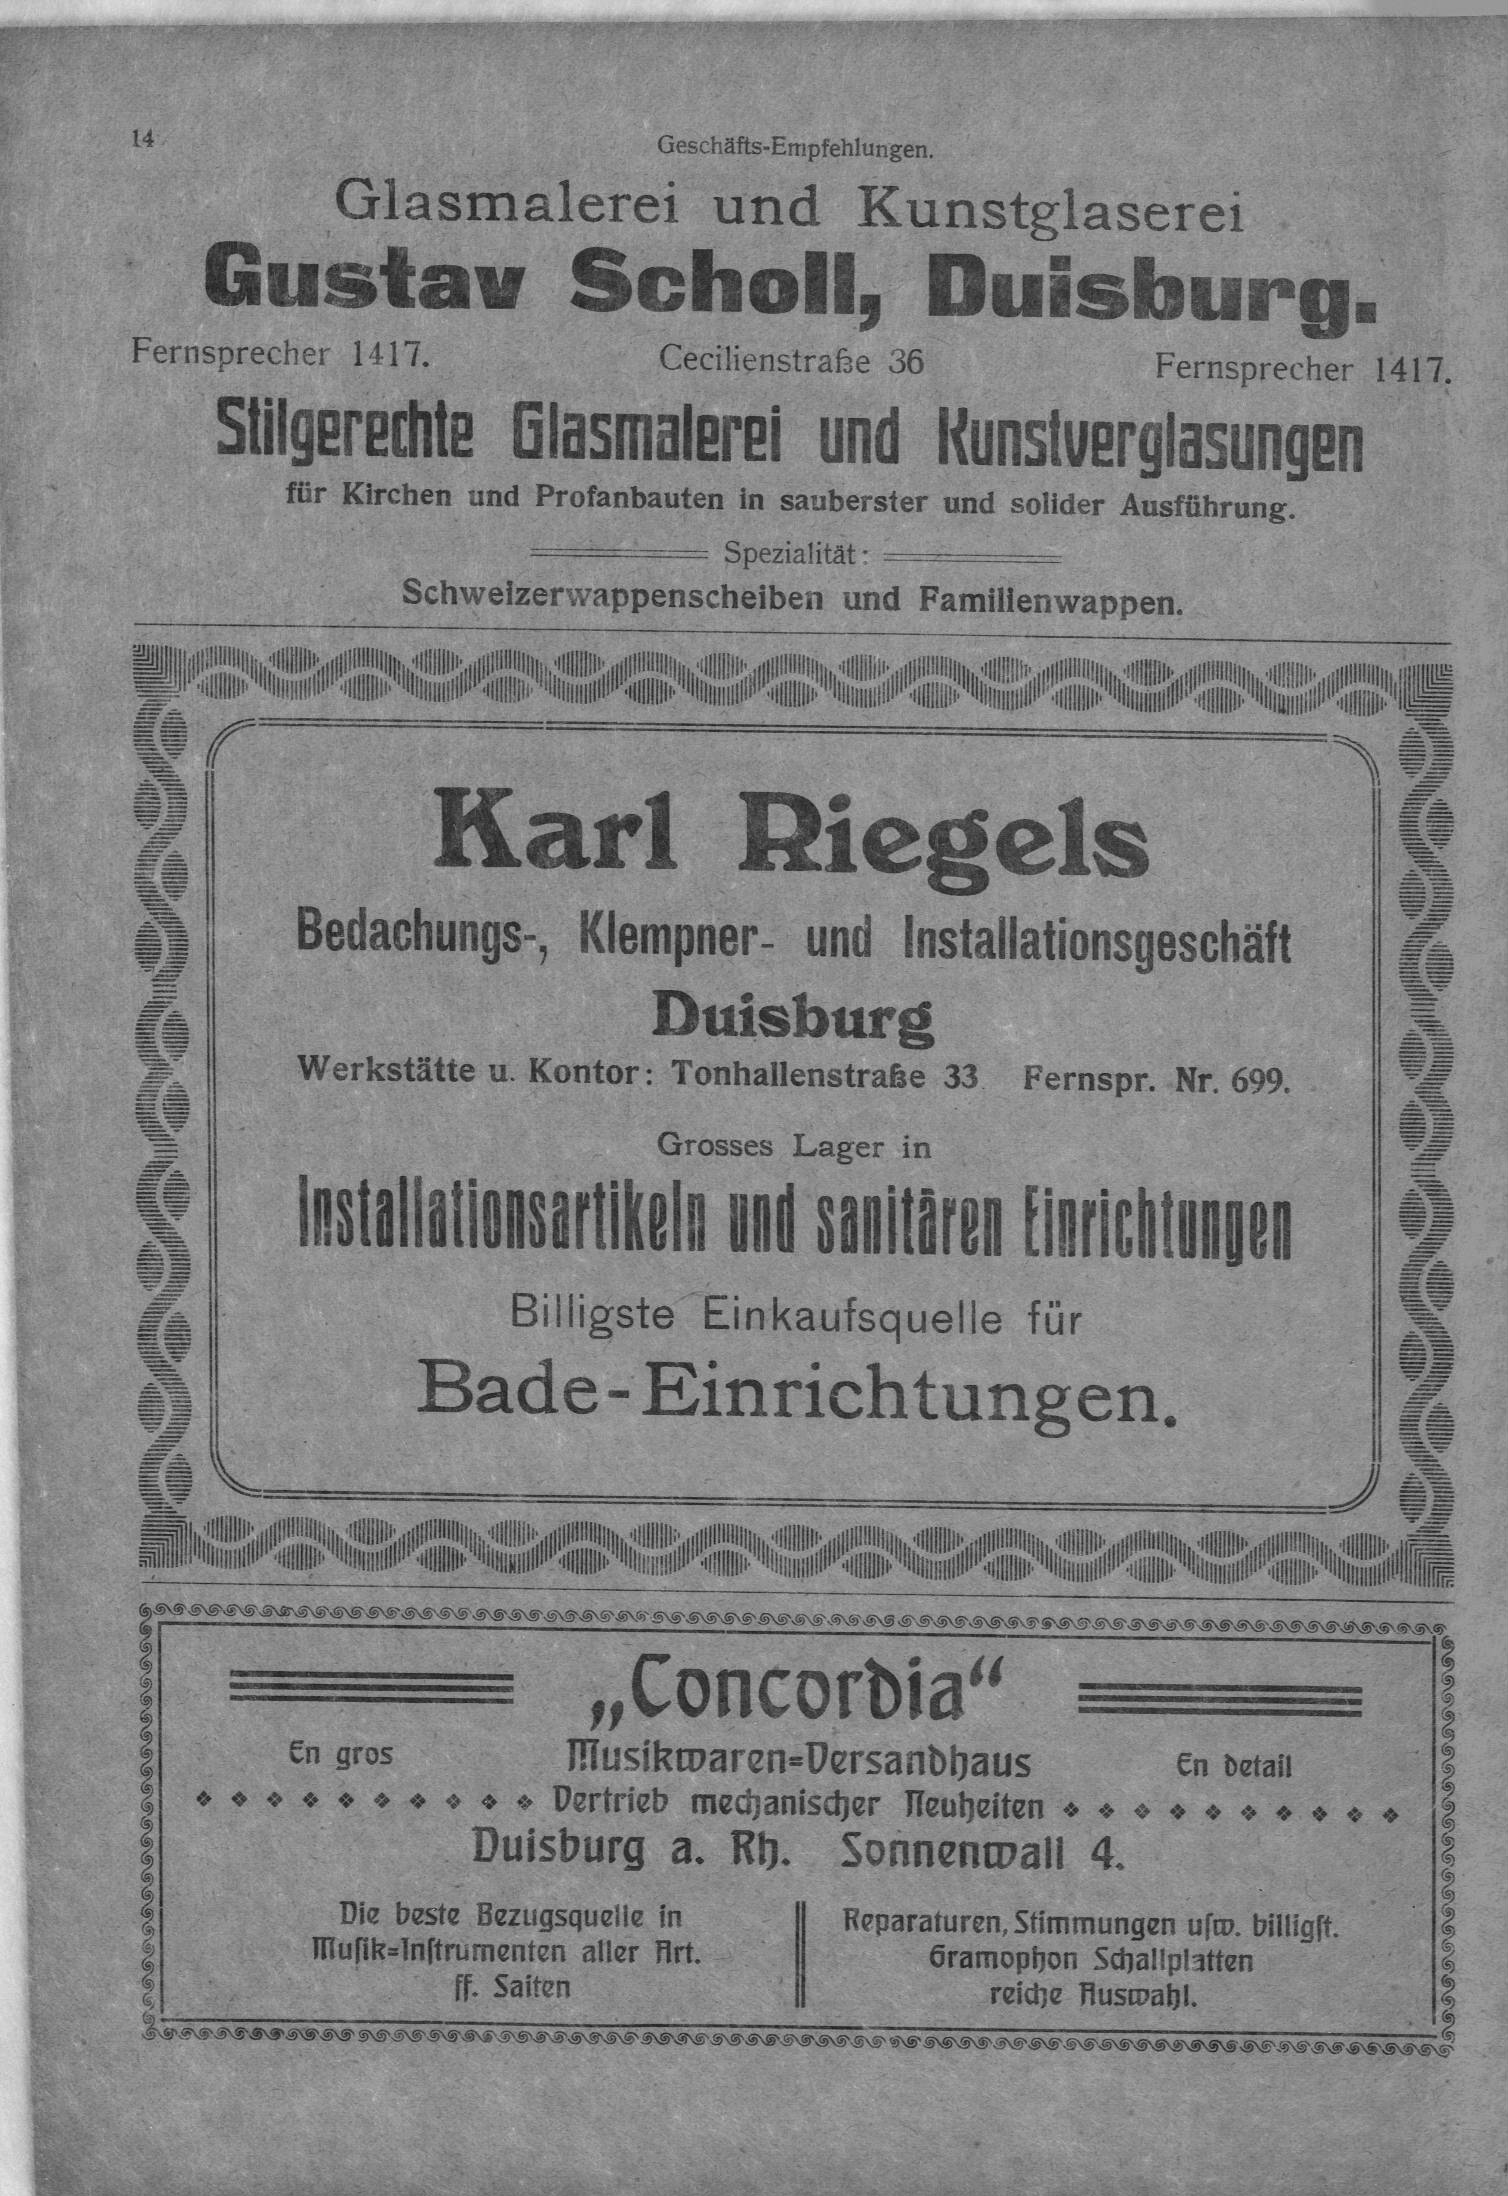 14
Geschäfts-Empfehlungen.
Glasmalerei und Kunstglaserei
Gustav Scholl, Duisburg.
Fernsprecher 1417. Cecilienstraße 36 Fernsprecher 1417.
Stilgerechte Glasmalerei und Kunstverglasungen
für Kirchen und Profanbauten in sauberster und solider Ausführung.
Spezialität:
Schweizerwappenscheiben und Familienwappen.
Karl Riegels
Bedachungs-, Klempner- und Installationsgeschäft
Duisburg
Werkstätte u. Kontor: Tonhallenstraße 33 Fernspr. Nr. 699.
Grosses Lager in
Installationsartikeln und sanitären Einrichtungen
Billigste Einkaufsquelle für
Bade-Einrichtungen.
„Concordia“
En gros Musikwaren=Versandhaus En detail
Vertrieb mechanischer Neuheiten
Duisburg a. Rh. Sonnenwall 4.
Die beste Bezugsquelle in
Muſik=Inſtrumenten aller Art.
ff. Saiten
Reparaturen, Stimmungen uſw. billigſt.
Gramophon Schallplatten
reiche Auswahl.